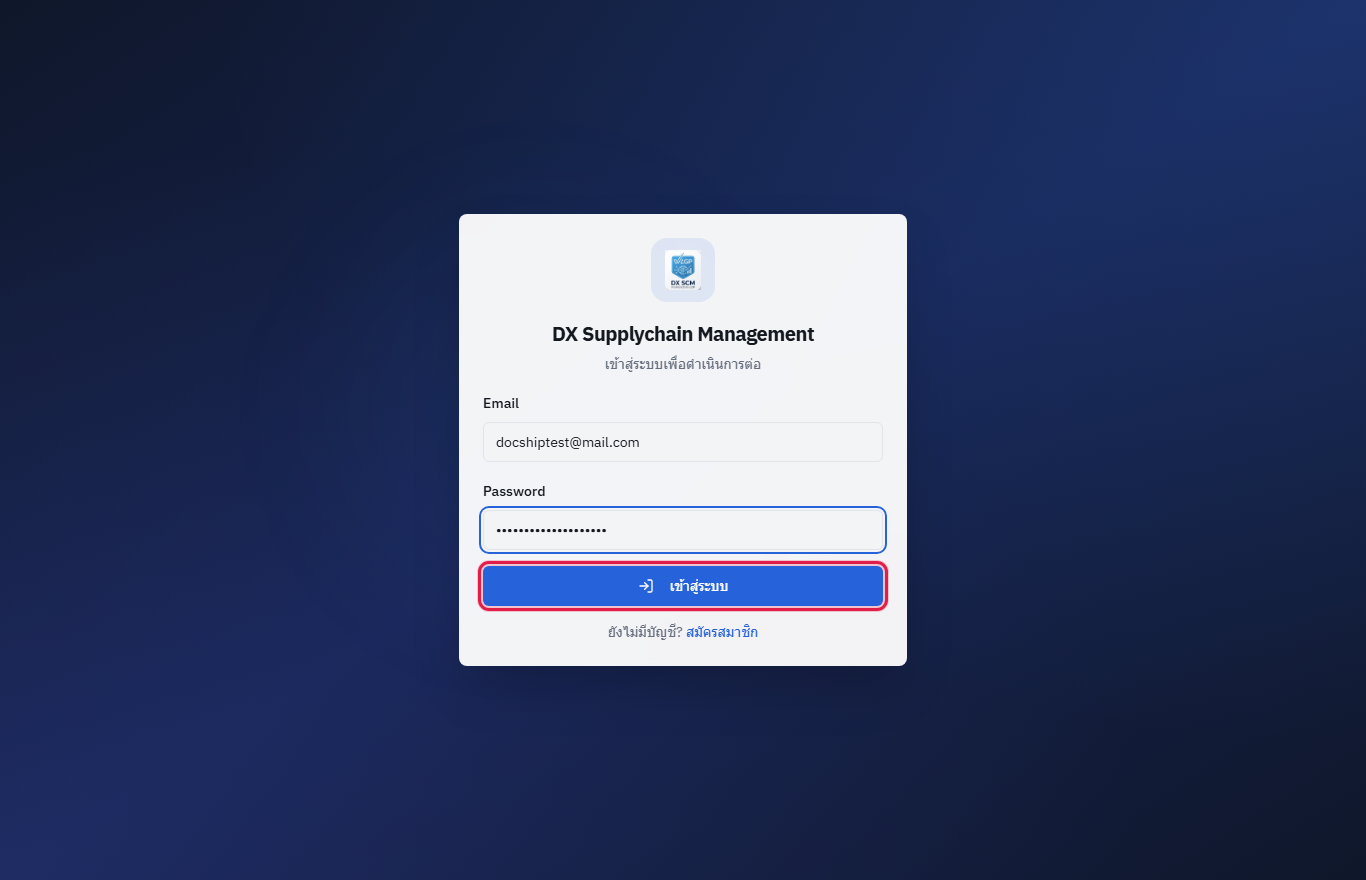 DX SCM
DX Supplychain Management
เข้าสู่ระบบเพื่อดำเนินการต่อ
Email
docshiptest@mail.com
Password
••••••••••••••••••••
เข้าสู่ระบบ
ยังไม่มีบัญชี? สมัครสมาชิก